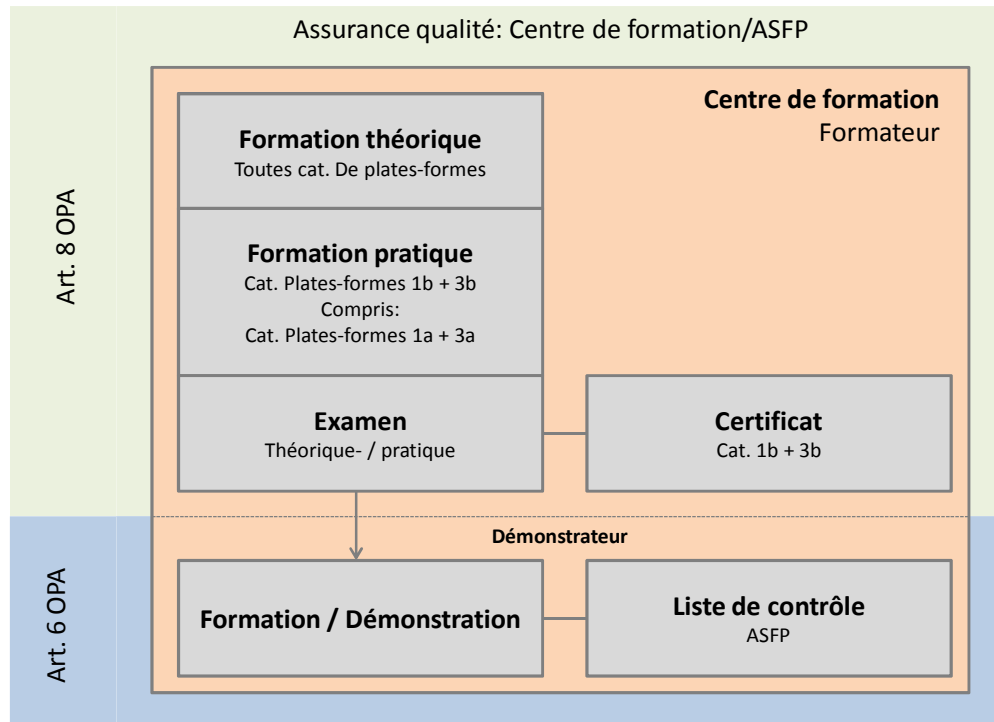 Assurance qualité: Centre de formation/ASFP
Centre de formation
Formateur
Art. 8 OPA
Formation théorique
Toutes cat. De plates-formes
Formation pratique
Cat. Plates-formes 1b + 3b
Compris:
Cat. Plates-formes 1a + 3a
Examen
Théorique- / pratique
Certificat
Cat. 1b + 3b
Démonstrateur
Art. 6 OPA
Formation / Démonstration
Liste de contrôle
ASFP